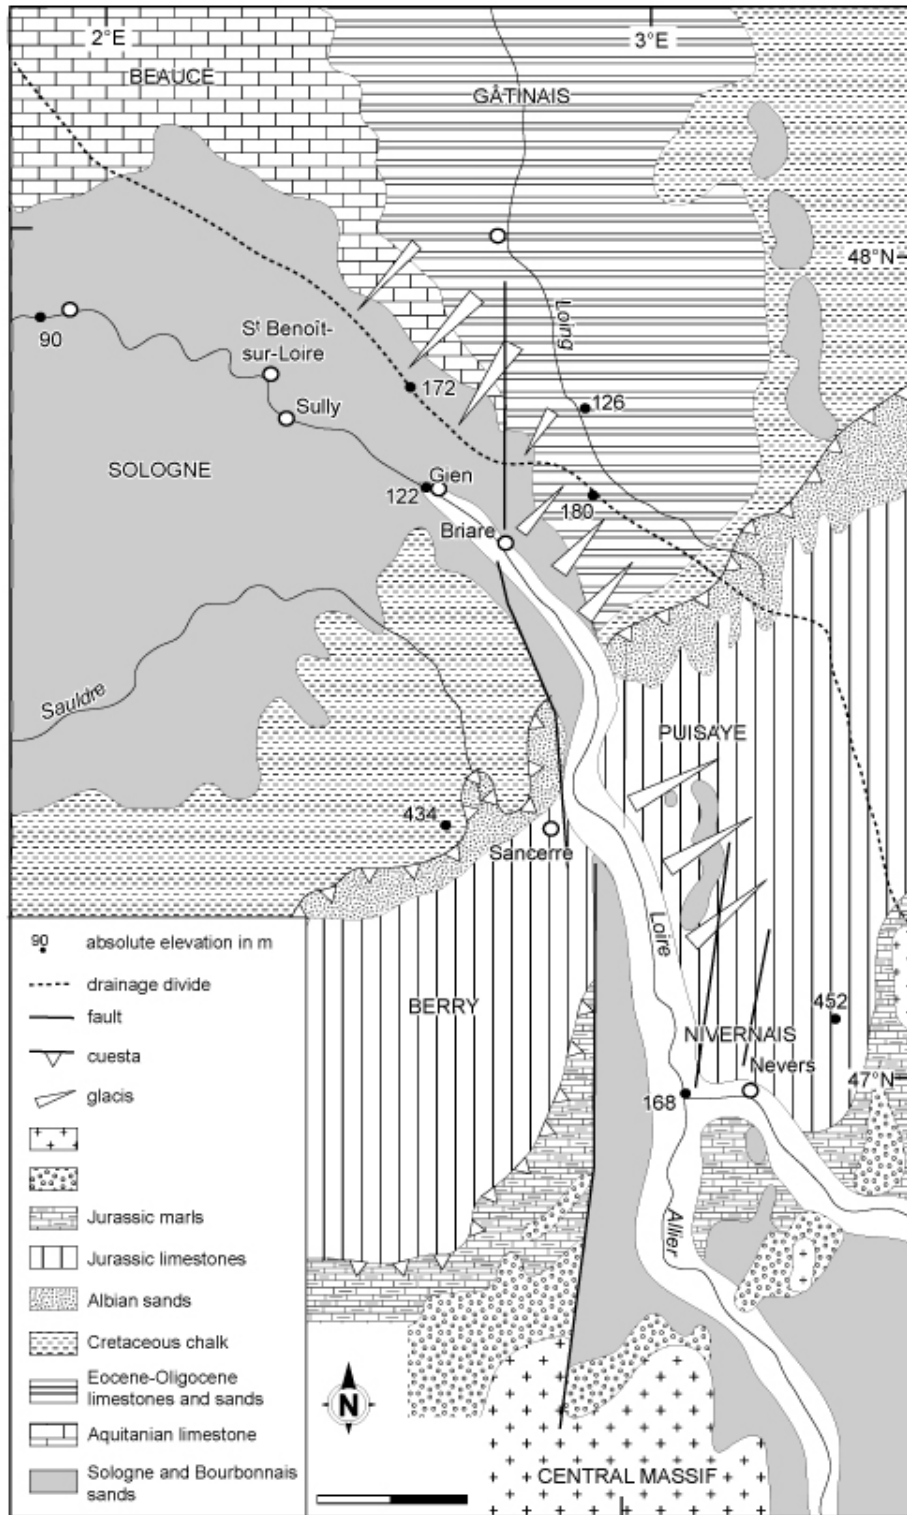 2°E
3°E
BEAUCE
GÂTINAIS
48°N
Loing
90
St Benoît-
sur-Loire
172
126
Sully
SOLOGNE
Gien
122
180
Briare
Sauldre
PUISAYE
434
Sancerre
Loire
BERRY
452
NIVERNAIS
Nevers
47°N
168
Allier
CENTRAL MASSIF
N
90
absolute elevation in m
drainage divide
fault
cuesta
glacis
Jurassic marls
Jurassic limestones
Albian sands
Cretaceous chalk
Eocene-Oligocene
limestones and sands
Aquitanian limestone
Sologne and Bourbonnais
sands